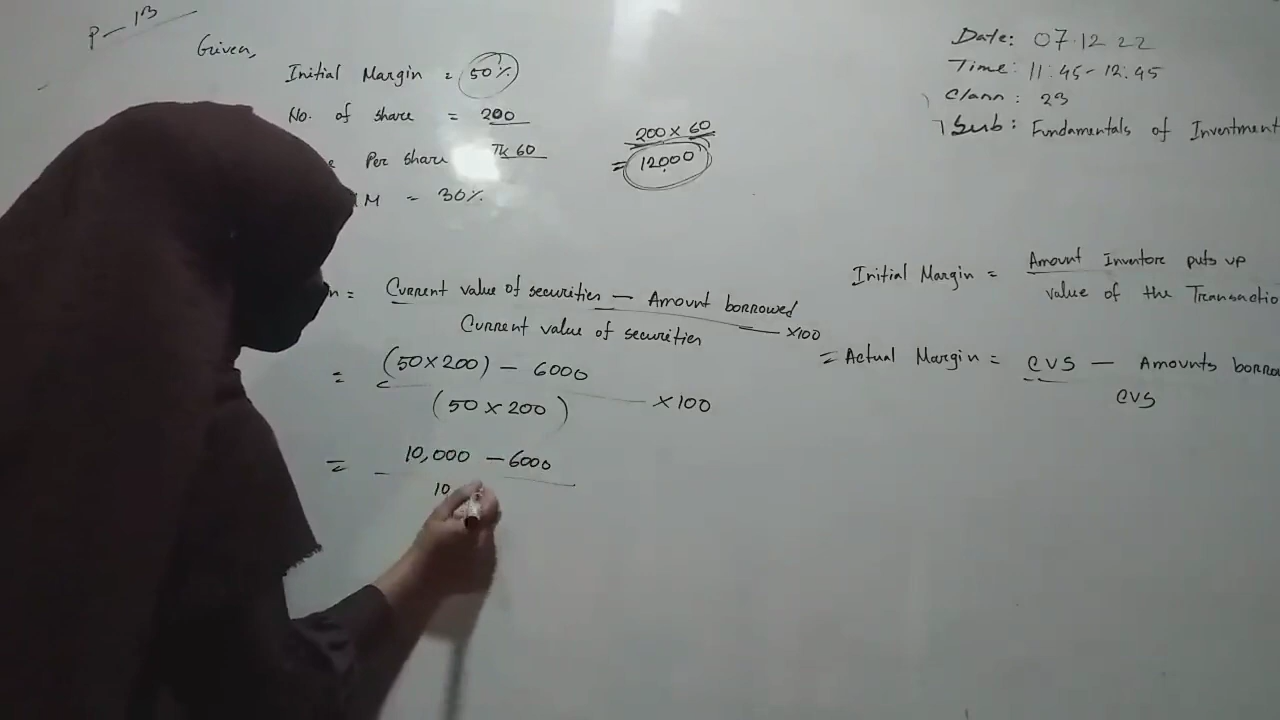 P-13
Given,
Initial Margin = 50%
No. of share = 200
Per share Tk 60
M = 30%
200 × 60
= 12000
Date: 07.12.22
Time: 11:45-12:45
Class: 23
Sub: Fundamentals of Investment
n = Current value of securities — Amount borrowed
Current value of securities ×100
= (50×200) - 6000
(50 × 200) ×100
= 10,000 - 6000
10
Initial Margin = Amount Investore puts up
value of the Transactio
= Actual Margin = CVS — Amounts borro
CVS